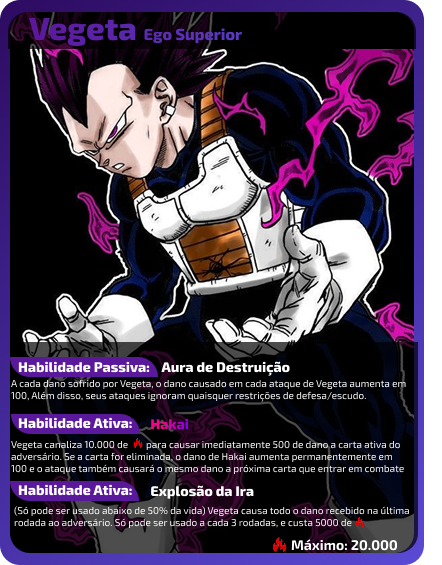 Vegeta Ego Superior
Habilidade Passiva: Aura de Destruição
A cada dano sofrido por Vegeta, o dano causado em cada ataque de Vegeta aumenta em
100, Além disso, seus ataques ignoram quaisquer restrições de defesa/escudo.
Habilidade Ativa: Hakai
Vegeta canaliza 10.000 de para causar imediatamente 500 de dano a carta ativa do
adversário. Se a carta for eliminada, o dano de Hakai aumenta permanentemente em
100 e o ataque também causará o mesmo dano a próxima carta que entrar em combate
Habilidade Ativa: Explosão da Ira
(Só pode ser usado abaixo de 50% da vida) Vegeta causa todo o dano recebido na última
rodada ao adversário. Só pode ser usado a cada 3 rodadas, e custa 5000 de
Máximo: 20.000